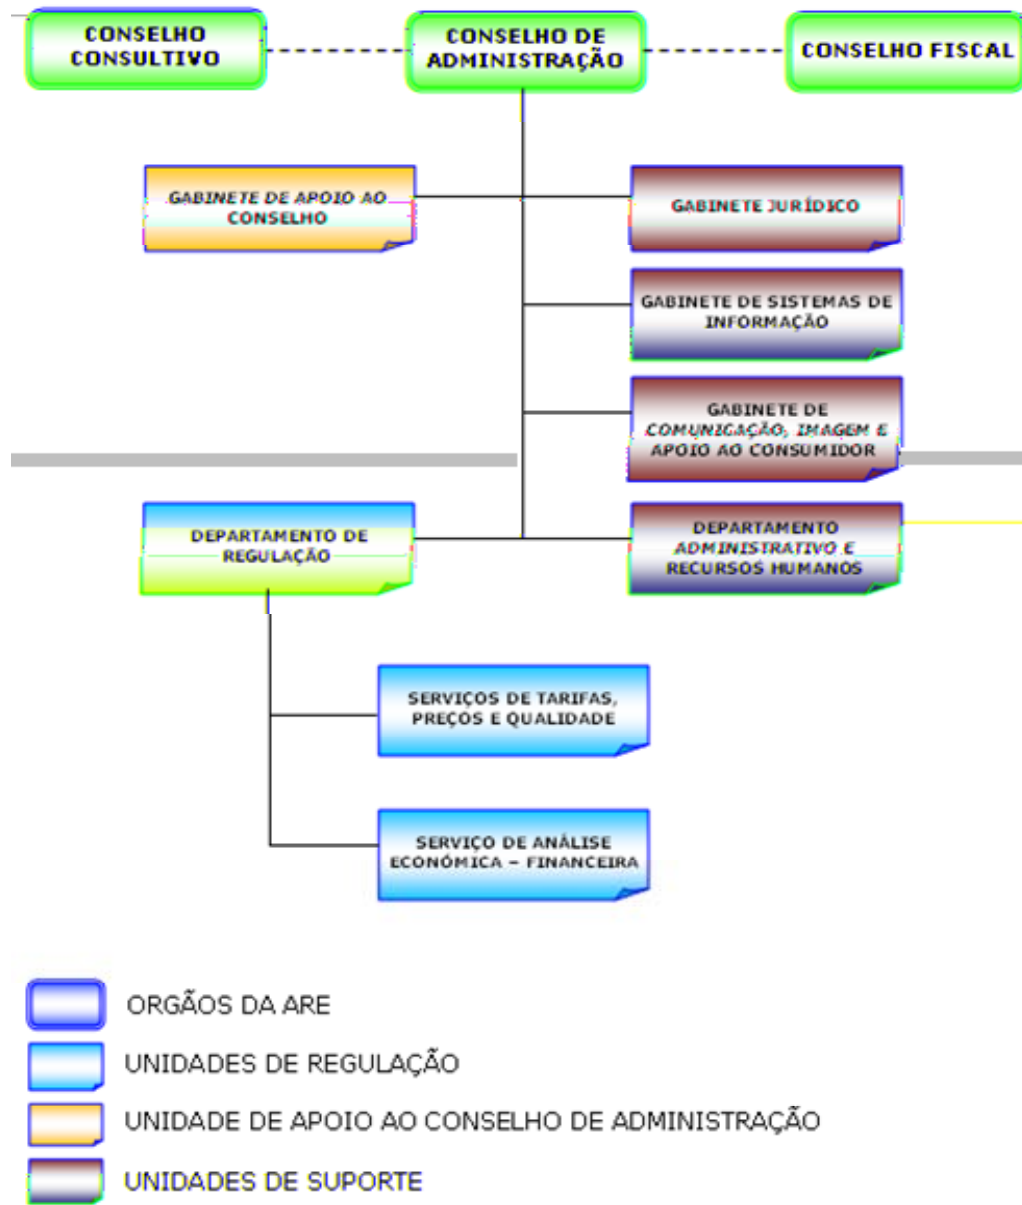 CONSELHO
CONSULTIVO
CONSELHO DE
ADMINISTRAÇÃO
CONSELHO FISCAL
GABINETE DE APOIO AO
CONSELHO
GABINETE JURÍDICO
GABINETE DE SISTEMAS DE
INFORMAÇÃO
GABINETE DE
COMUNICAÇÃO, IMAGEM E
APOIO AO CONSUMIDOR
DEPARTAMENTO DE
REGULAÇÃO
DEPARTAMENTO
ADMINISTRATIVO E
RECURSOS HUMANOS
SERVIÇOS DE TARIFAS,
PREÇOS E QUALIDADE
SERVIÇO DE ANÁLISE
ECONÓMICA – FINANCEIRA
ORGÃOS DA ARE
UNIDADES DE REGULAÇÃO
UNIDADE DE APOIO AO CONSELHO DE ADMINISTRAÇÃO
UNIDADES DE SUPORTE